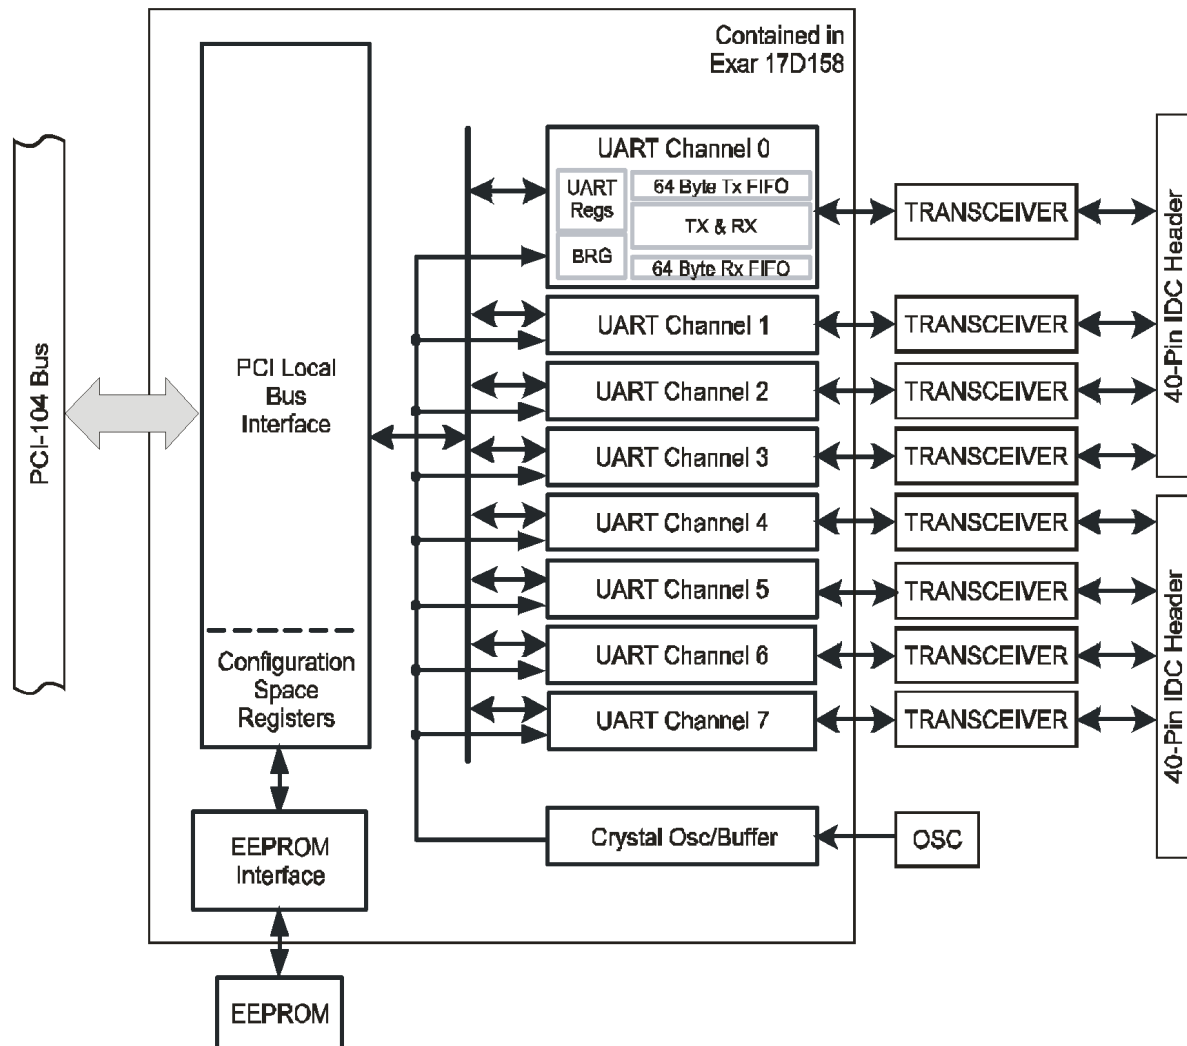 Contained in
Exar 17D158
PCI-104 Bus
PCI Local
Bus
Interface
Configuration
Space
Registers
EEPROM
Interface
EEPROM
UART Channel 0
UART
Regs
64 Byte Tx FIFO
TX & RX
BRG
64 Byte Rx FIFO
UART Channel 1
UART Channel 2
UART Channel 3
UART Channel 4
UART Channel 5
UART Channel 6
UART Channel 7
Crystal Osc/Buffer
OSC
TRANSCEIVER
TRANSCEIVER
TRANSCEIVER
TRANSCEIVER
TRANSCEIVER
TRANSCEIVER
TRANSCEIVER
TRANSCEIVER
40-Pin IDC Header
40-Pin IDC Header